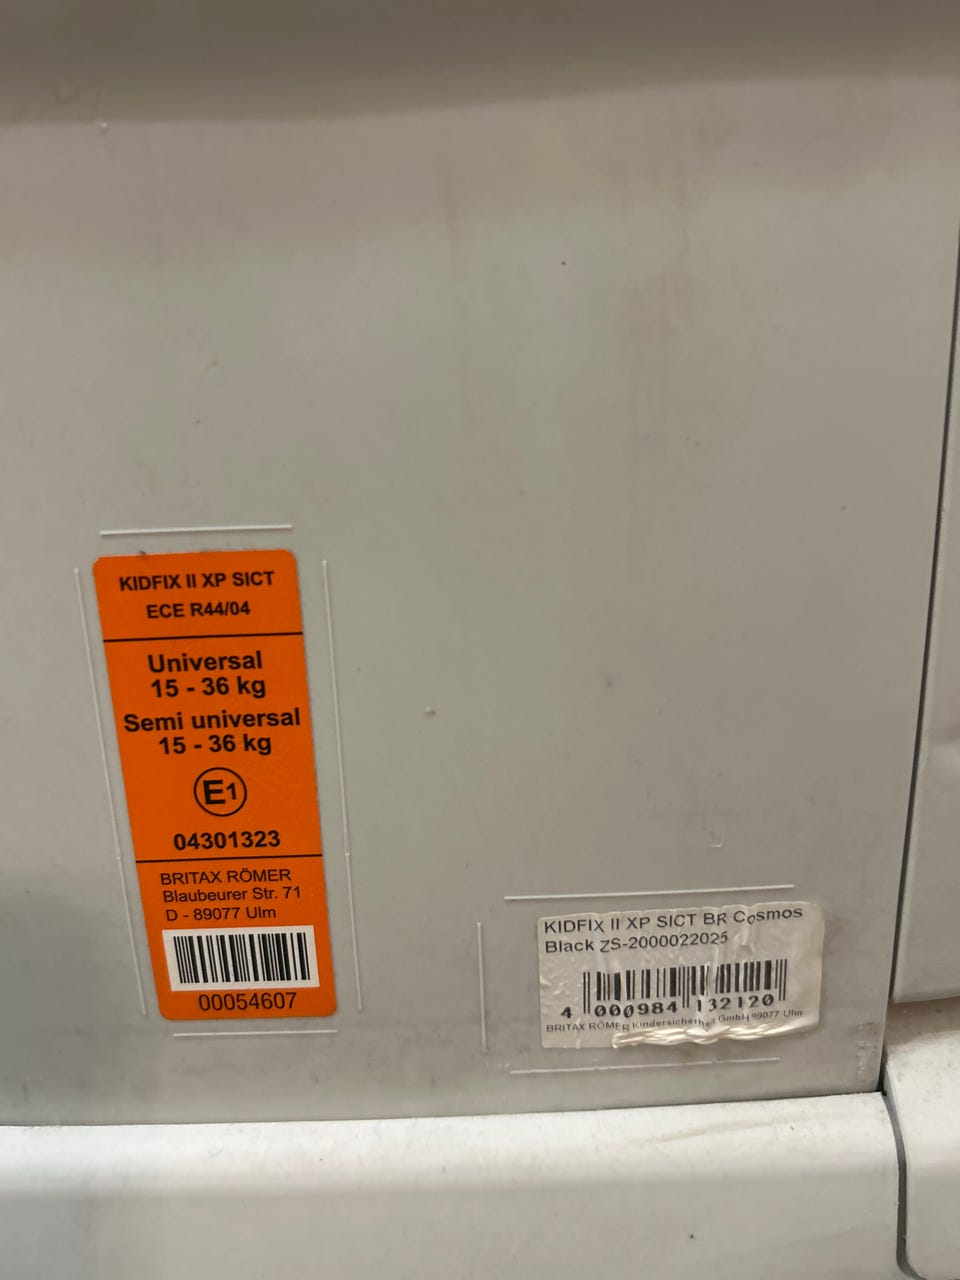 KIDFIX II XP SICT
ECE R44/04
Universal
15 - 36 kg
Semi universal
15 - 36 kg
E1
04301323
BRITAX RÖMER
Blaubeurer Str. 71
D - 89077 Ulm
00054607
KIDFIX II XP SICT BR Cosmos
Black ZS-2000022025
4 000984 132120
BRITAX RÖMER Kindersicherheit GmbH 89077 Ulm